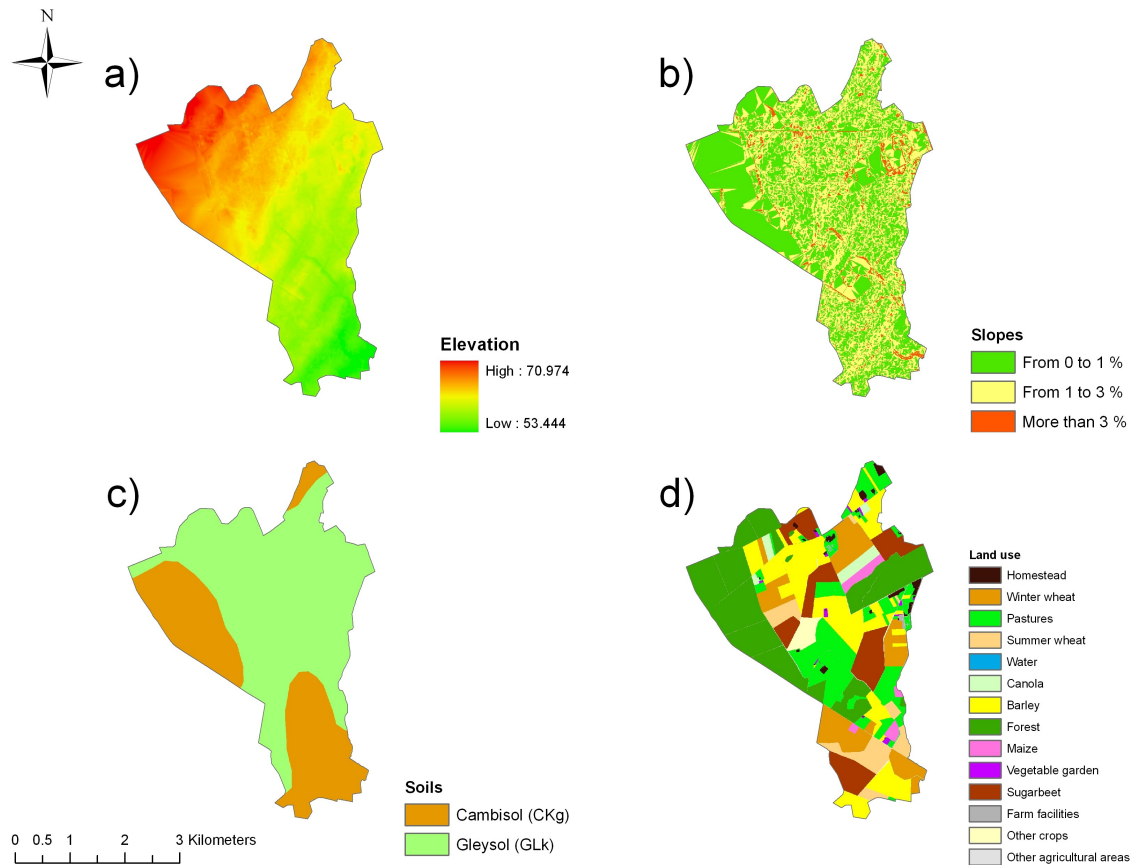 N
a)
b)
Elevation
High : 70.974
Low : 53.444
Slopes
From 0 to 1 %
From 1 to 3 %
More than 3 %
c)
d)
Soils
Cambisol (CKg)
Gleysol (GLk)
0 0.5 1 2 3 Kilometers
Land use
Homestead
Winter wheat
Pastures
Summer wheat
Water
Canola
Barley
Forest
Maize
Vegetable garden
Sugarbeet
Farm facilities
Other crops
Other agricultural areas